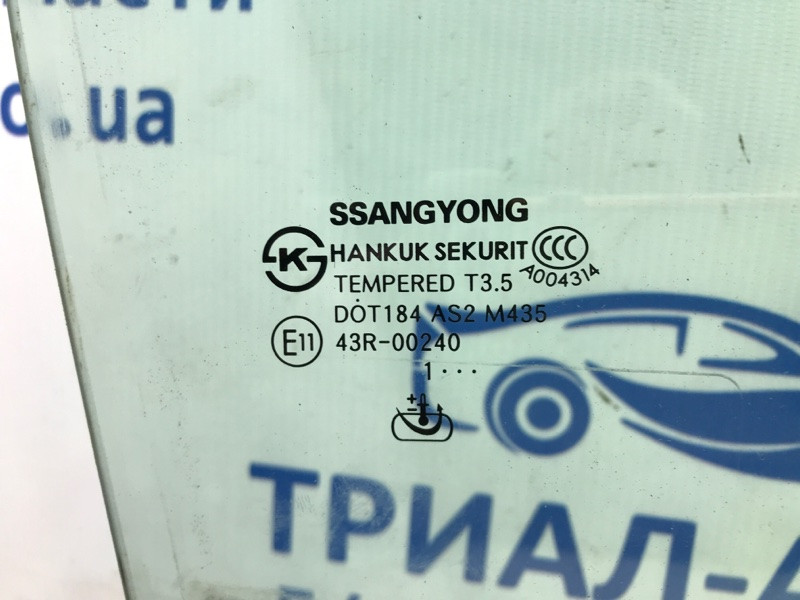 .ua
SSANGYONG
HANKUK SEKURIT CCC
TEMPERED T3.5 A004314
DOT184 AS2 M435
E11 43R-00240
1...
ТРИАЛ-А